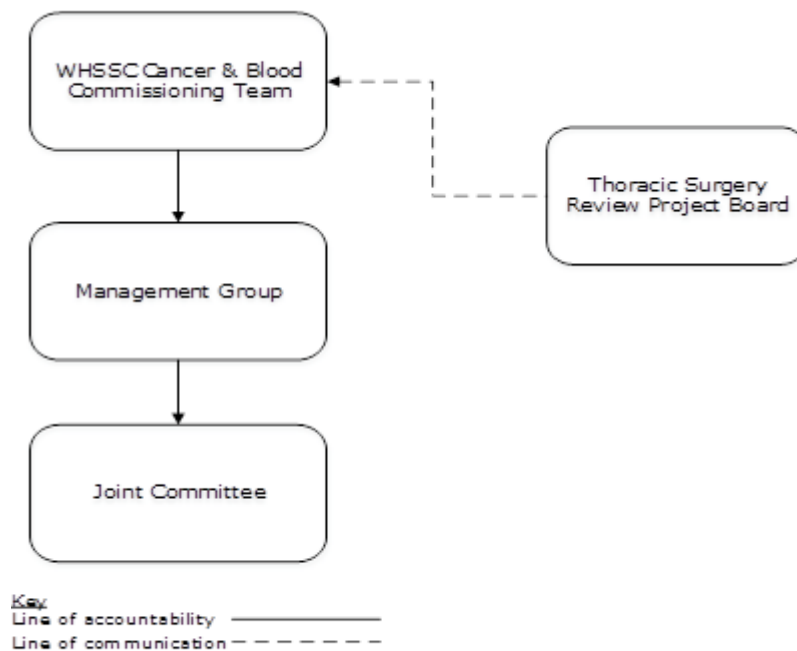 WHSSC Cancer & Blood
Commissioning Team
Thoracic Surgery
Review Project Board
Management Group
Joint Committee
Key
Line of accountability
Line of communication